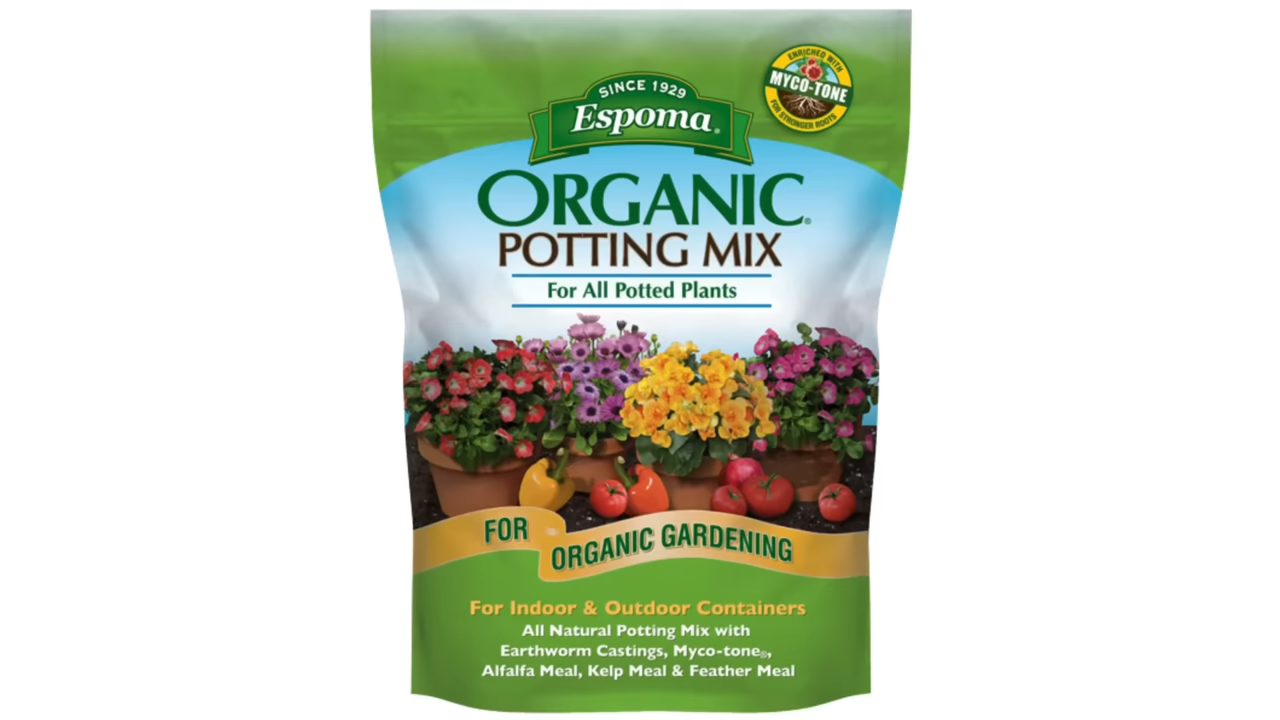 SINCE 1929
Espoma®
ENRICHED WITH
MYCO-TONE
FOR STRONGER ROOTS
ORGANIC®
POTTING MIX
For All Potted Plants
FOR
ORGANIC GARDENING
For Indoor & Outdoor Containers
All Natural Potting Mix with
Earthworm Castings, Myco-tone®,
Alfalfa Meal, Kelp Meal & Feather Meal